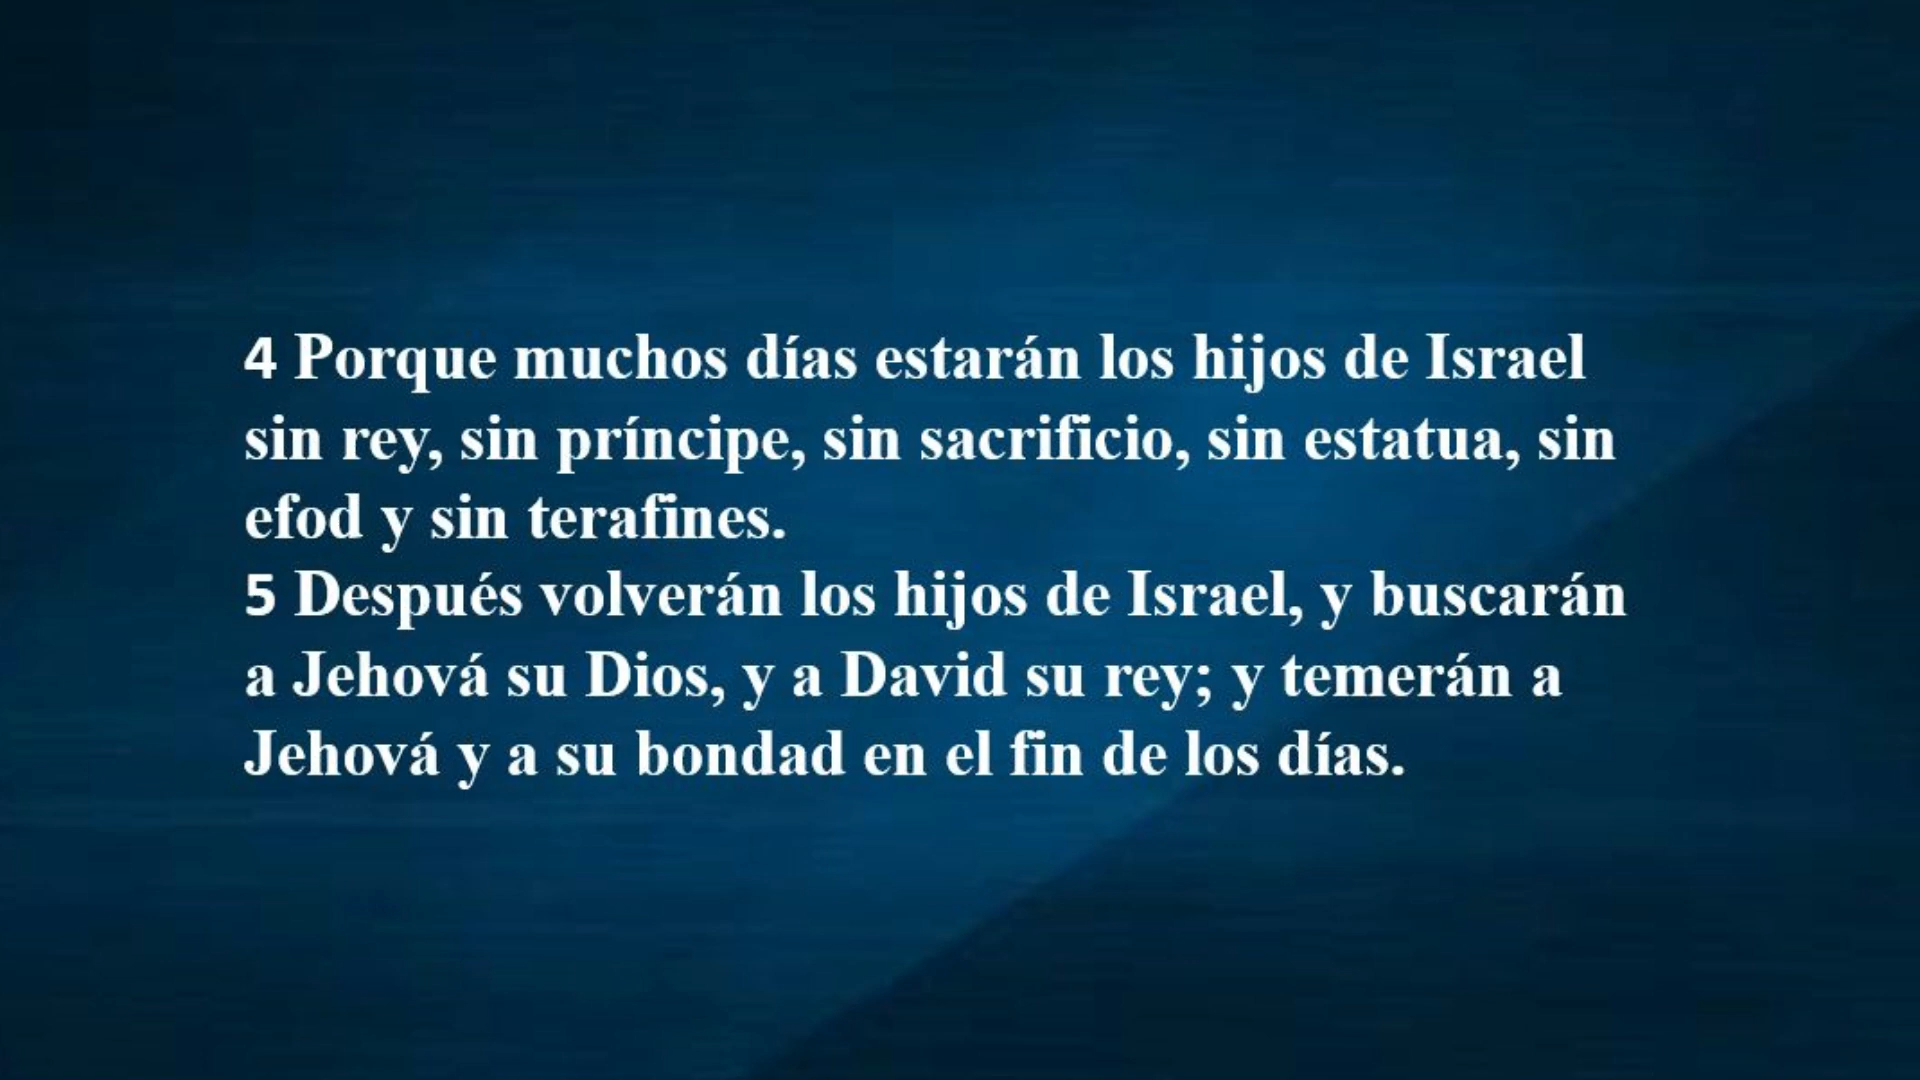 4 Porque muchos días estarán los hijos de Israel
sin rey, sin príncipe, sin sacrificio, sin estatua, sin
efod y sin terafines.
5 Después volverán los hijos de Israel, y buscarán
a Jehová su Dios, y a David su rey; y temerán a
Jehová y a su bondad en el fin de los días.